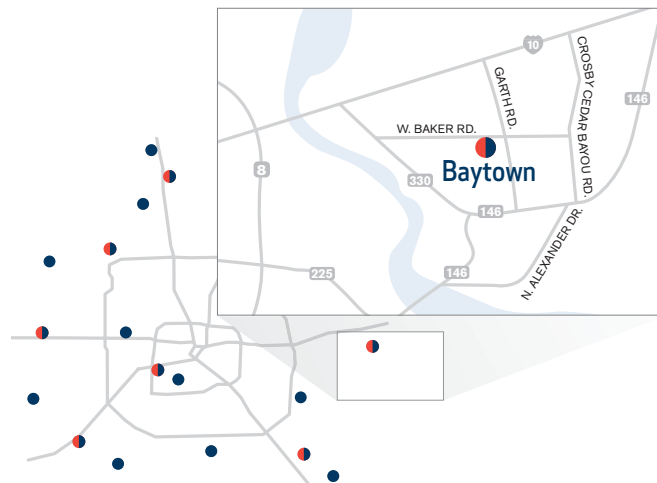 10
CROSBY CEDAR BAYOU RD.
GARTH RD.
146
W. BAKER RD.
8
Baytown
330
146
N. ALEXANDER DR.
225
146